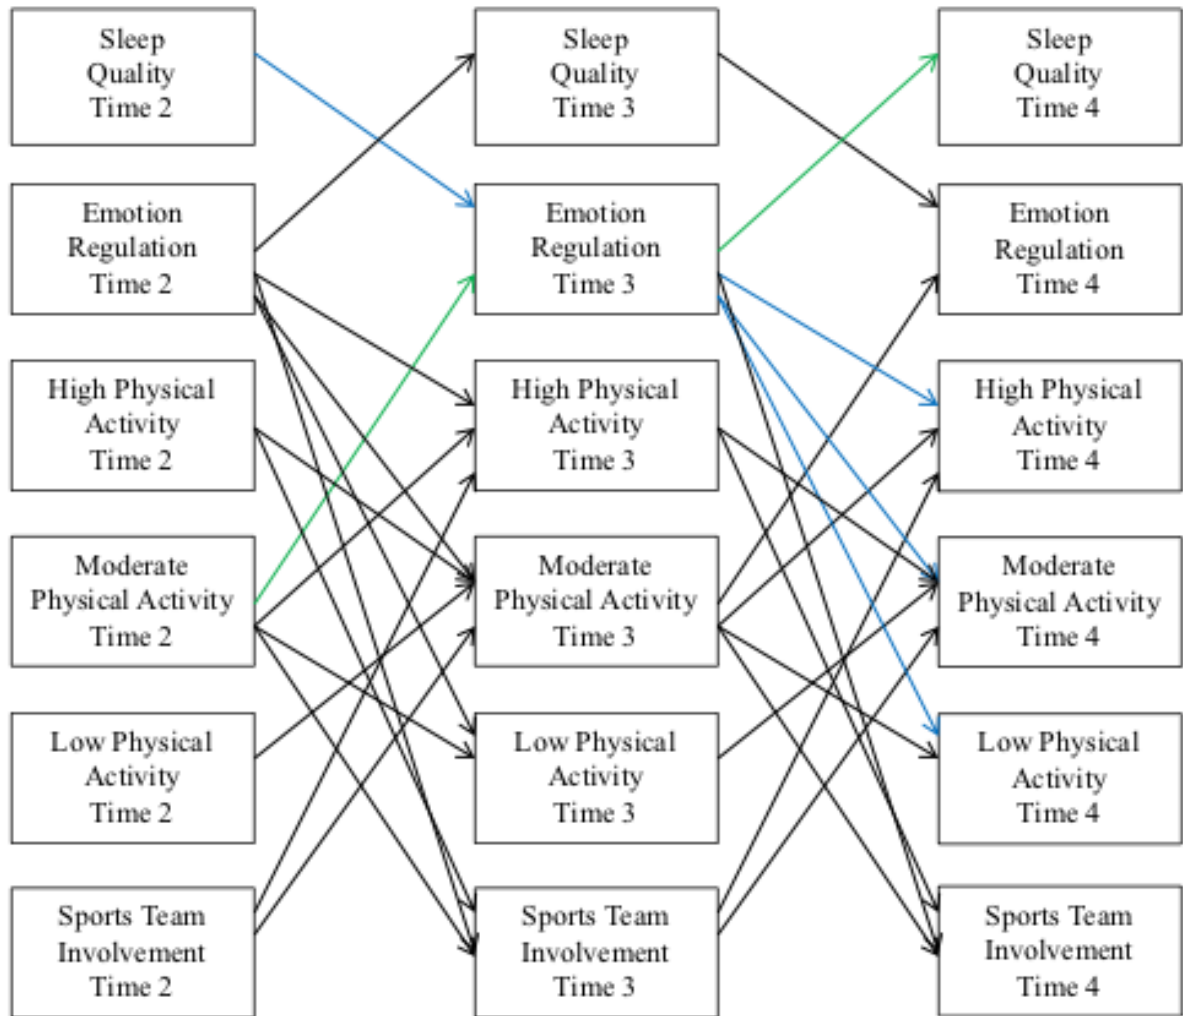 Sleep
Quality
Time 2
Sleep
Quality
Time 3
Sleep
Quality
Time 4
Emotion
Regulation
Time 2
Emotion
Regulation
Time 3
Emotion
Regulation
Time 4
High Physical
Activity
Time 2
High Physical
Activity
Time 3
High Physical
Activity
Time 4
Moderate
Physical Activity
Time 2
Moderate
Physical Activity
Time 3
Moderate
Physical Activity
Time 4
Low Physical
Activity
Time 2
Low Physical
Activity
Time 3
Low Physical
Activity
Time 4
Sports Team
Involvement
Time 2
Sports Team
Involvement
Time 3
Sports Team
Involvement
Time 4